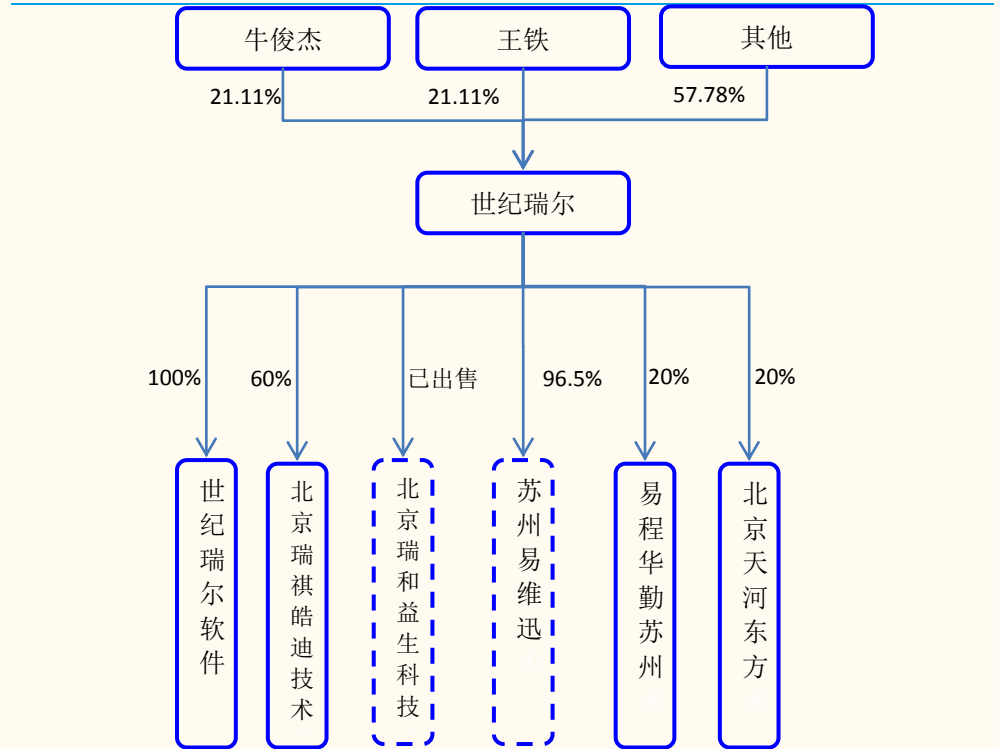 牛俊杰
王铁
其他
21.11%
21.11%
57.78%
世纪瑞尔
100%
60%
已出售
96.5%
20%
20%
世纪瑞尔软件
北京瑞祺皓迪技术
北京瑞和益生科技
苏州易维迅
易程华勤苏州
北京天河东方